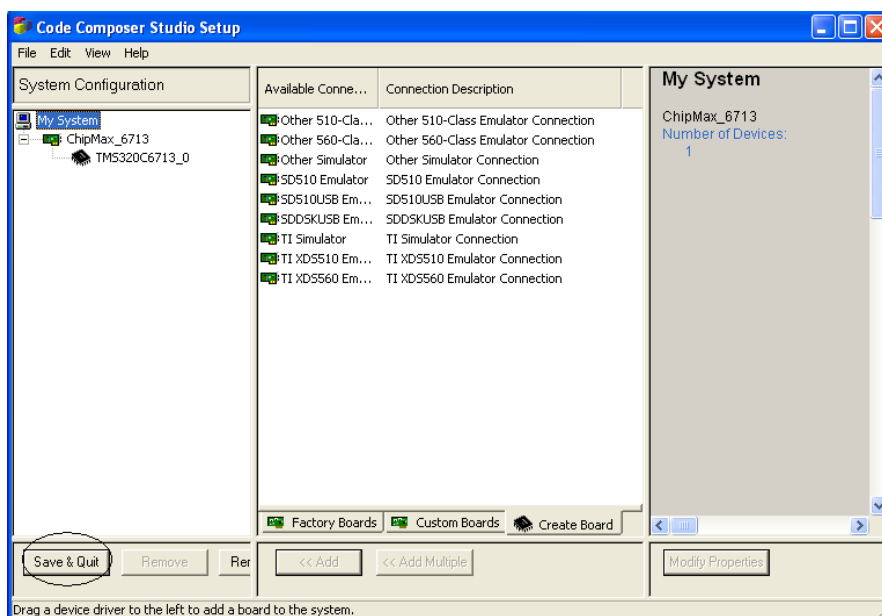 Code Composer Studio Setup
File Edit View Help
System Configuration
My System
ChipMax_6713
TMS320C6713_0
Available Conne... Connection Description
Other 510-Cla... Other 510-Class Emulator Connection
Other 560-Cla... Other 560-Class Emulator Connection
Other Simulator Other Simulator Connection
SD510 Emulator SD510 Emulator Connection
SD510USB Em... SD510USB Emulator Connection
SDDSKUSB Em... SDDSKUSB Emulator Connection
TI Simulator TI Simulator Connection
TI XDS510 Em... TI XDS510 Emulator Connection
TI XDS560 Em... TI XDS560 Emulator Connection
Factory Boards Custom Boards Create Board
My System
ChipMax_6713
Number of Devices:
1
Save & Quit Remove Rer << Add << Add Multiple Modify Properties
Drag a device driver to the left to add a board to the system.